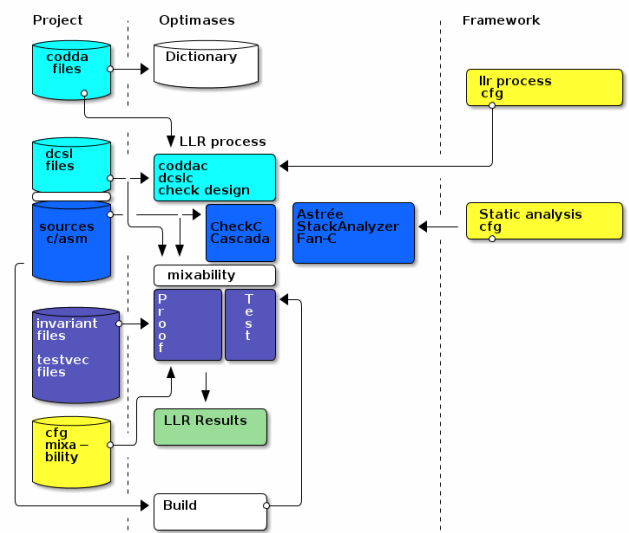 Project
Optimases
Framework
codda
files
Dictionary
llr process
cfg
LLR process
dcsl
files
coddac
dcslc
check design
sources
c/asm
CheckC
Cascada
Astrée
StackAnalyzer
Fan-C
Static analysis
cfg
mixability
invariant
files
testvec
files
Proof
Test
cfg
mixa –
bility
LLR Results
Build